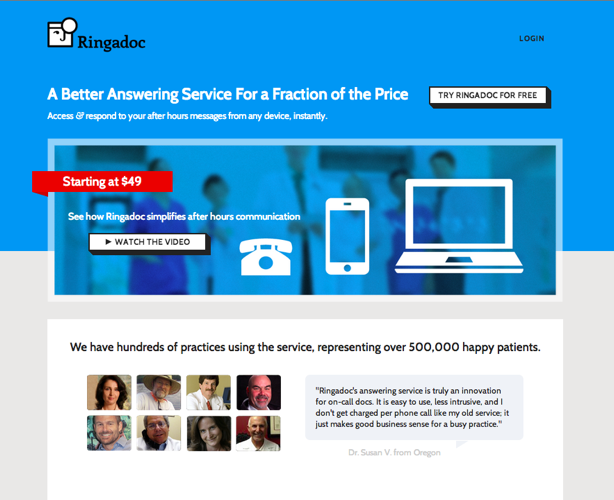 Ringadoc
LOGIN
A Better Answering Service For a Fraction of the Price
TRY RINGADOC FOR FREE
Access & respond to your after hours messages from any device, instantly.
Starting at $49
See how Ringadoc simplifies after hours communication
WATCH THE VIDEO
We have hundreds of practices using the service, representing over 500,000 happy patients.
"Ringadoc's answering service is truly an innovation
for on-call docs. It is easy to use, less intrusive, and I
don't get charged per phone call like my old service; it
just makes good business sense for a busy practice."
Dr. Susan V. from Oregon